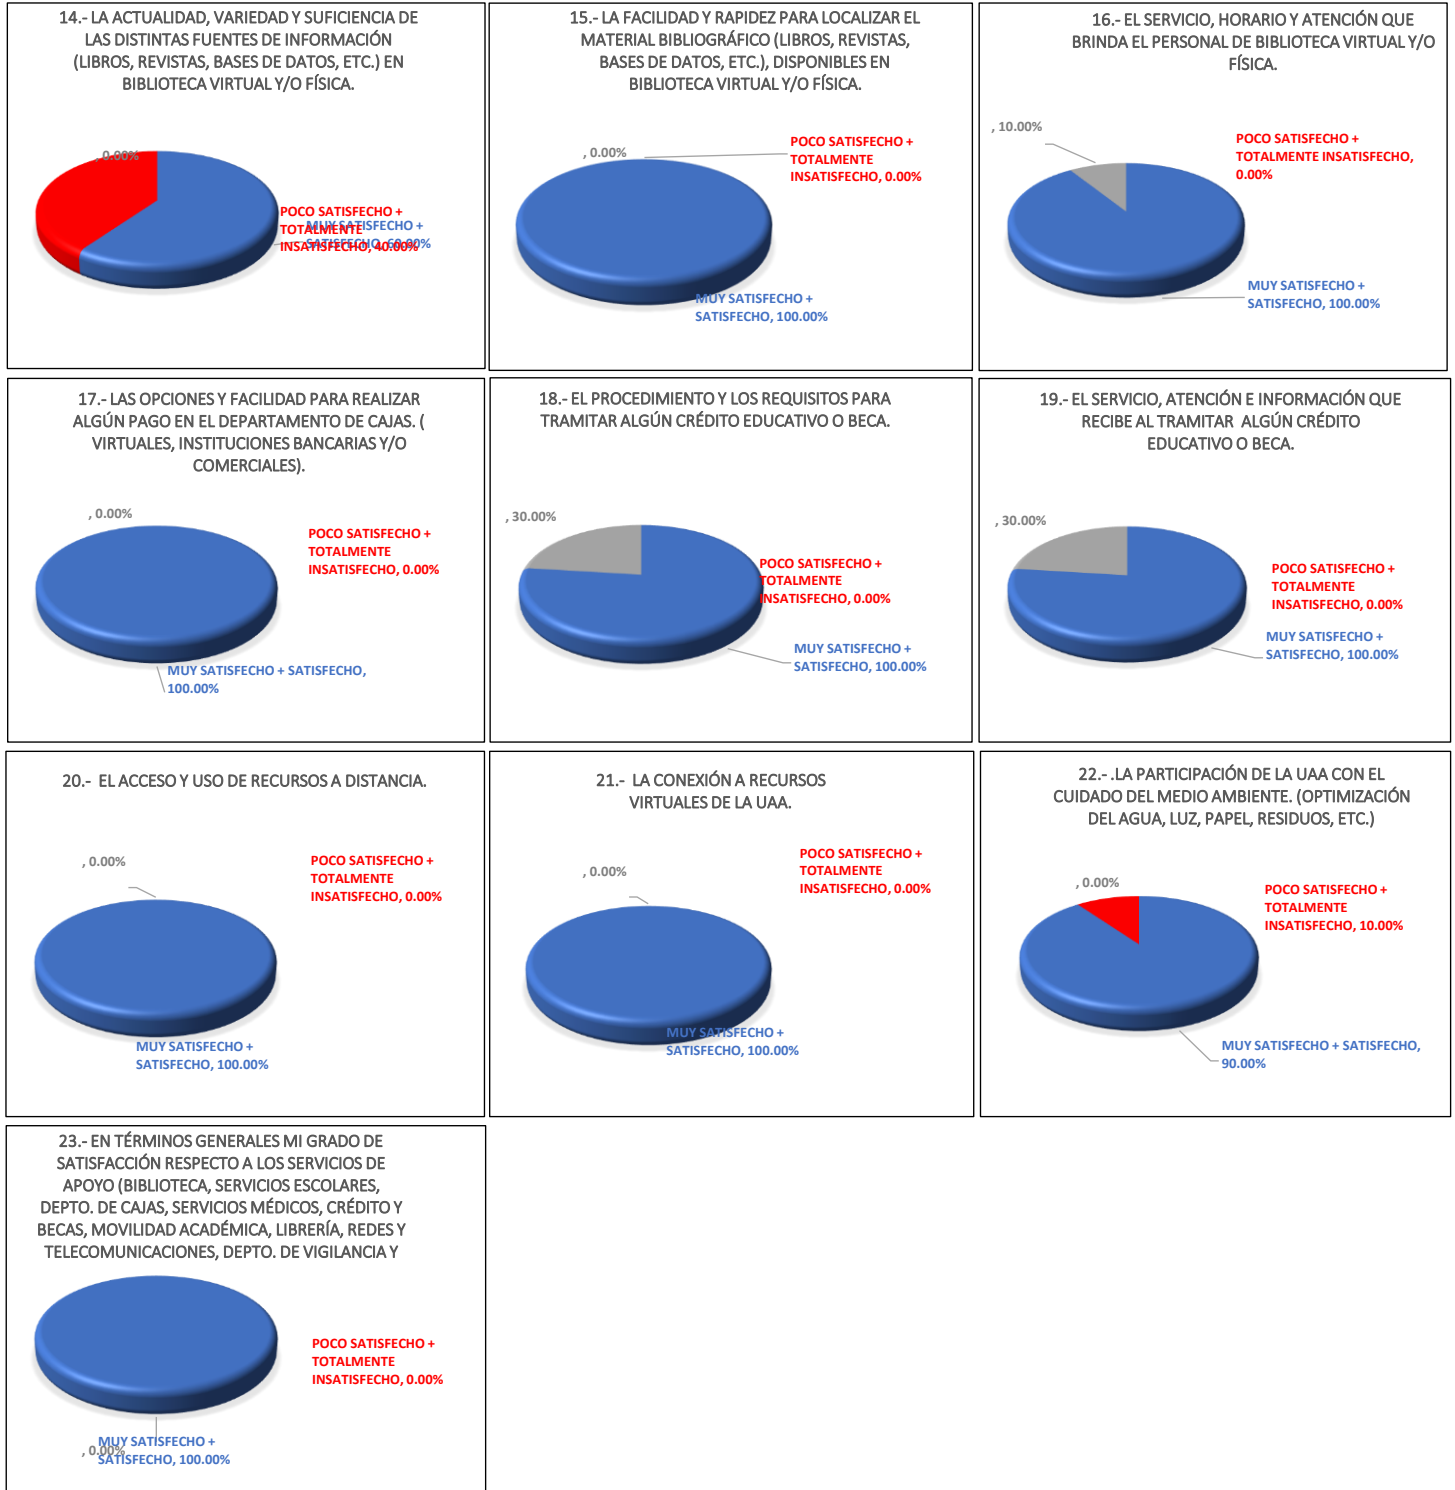 14.- LA ACTUALIDAD, VARIEDAD Y SUFICIENCIA DE
LAS DISTINTAS FUENTES DE INFORMACIÓN
(LIBROS, REVISTAS, BASES DE DATOS, ETC.) EN
BIBLIOTECA VIRTUAL Y/O FÍSICA.
, 0.00%
POCO SATISFECHO +
TOTALMENTE
INSATISFECHO, 40.00%
MUY SATISFECHO +
SATISFECHO, 60.00%
15.- LA FACILIDAD Y RAPIDEZ PARA LOCALIZAR EL
MATERIAL BIBLIOGRÁFICO (LIBROS, REVISTAS,
BASES DE DATOS, ETC.), DISPONIBLES EN
BIBLIOTECA VIRTUAL Y/O FÍSICA.
, 0.00%
POCO SATISFECHO +
TOTALMENTE
INSATISFECHO, 0.00%
MUY SATISFECHO +
SATISFECHO, 100.00%
16.- EL SERVICIO, HORARIO Y ATENCIÓN QUE
BRINDA EL PERSONAL DE BIBLIOTECA VIRTUAL Y/O
FÍSICA.
, 10.00%
POCO SATISFECHO +
TOTALMENTE INSATISFECHO,
0.00%
MUY SATISFECHO +
SATISFECHO, 100.00%
17.- LAS OPCIONES Y FACILIDAD PARA REALIZAR
ALGÚN PAGO EN EL DEPARTAMENTO DE CAJAS. (
VIRTUALES, INSTITUCIONES BANCARIAS Y/O
COMERCIALES).
, 0.00%
POCO SATISFECHO +
TOTALMENTE
INSATISFECHO, 0.00%
MUY SATISFECHO + SATISFECHO,
100.00%
18.- EL PROCEDIMIENTO Y LOS REQUISITOS PARA
TRAMITAR ALGÚN CRÉDITO EDUCATIVO O BECA.
, 30.00%
POCO SATISFECHO +
TOTALMENTE
INSATISFECHO, 0.00%
MUY SATISFECHO +
SATISFECHO, 100.00%
19.- EL SERVICIO, ATENCIÓN E INFORMACIÓN QUE
RECIBE AL TRAMITAR ALGÚN CRÉDITO
EDUCATIVO O BECA.
, 30.00%
POCO SATISFECHO +
TOTALMENTE
INSATISFECHO, 0.00%
MUY SATISFECHO +
SATISFECHO, 100.00%
20.- EL ACCESO Y USO DE RECURSOS A DISTANCIA.
, 0.00%
POCO SATISFECHO +
TOTALMENTE
INSATISFECHO, 0.00%
MUY SATISFECHO +
SATISFECHO, 100.00%
21.- LA CONEXIÓN A RECURSOS
VIRTUALES DE LA UAA.
, 0.00%
POCO SATISFECHO +
TOTALMENTE
INSATISFECHO, 0.00%
MUY SATISFECHO +
SATISFECHO, 100.00%
22.- .LA PARTICIPACIÓN DE LA UAA CON EL
CUIDADO DEL MEDIO AMBIENTE. (OPTIMIZACIÓN
DEL AGUA, LUZ, PAPEL, RESIDUOS, ETC.)
, 0.00%
POCO SATISFECHO +
TOTALMENTE
INSATISFECHO, 10.00%
MUY SATISFECHO + SATISFECHO,
90.00%
23.- EN TÉRMINOS GENERALES MI GRADO DE
SATISFACCIÓN RESPECTO A LOS SERVICIOS DE
APOYO (BIBLIOTECA, SERVICIOS ESCOLARES,
DEPTO. DE CAJAS, SERVICIOS MÉDICOS, CRÉDITO Y
BECAS, MOVILIDAD ACADÉMICA, LIBRERÍA, REDES Y
TELECOMUNICACIONES, DEPTO. DE VIGILANCIA Y
POCO SATISFECHO +
TOTALMENTE
INSATISFECHO, 0.00%
MUY SATISFECHO +
SATISFECHO, 100.00%
, 0.00%